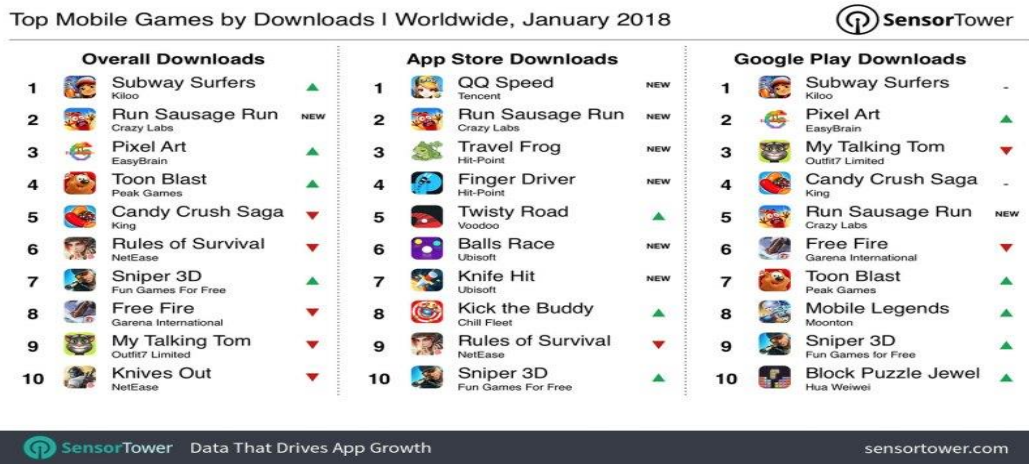 Top Mobile Games by Downloads | Worldwide, January 2018
SensorTower
Overall Downloads
1 Subway Surfers
Kiloo
2 Run Sausage Run NEW
Crazy Labs
3 Pixel Art
EasyBrain
4 Toon Blast
Peak Games
5 Candy Crush Saga
King
6 Rules of Survival
NetEase
7 Sniper 3D
Fun Games For Free
8 Free Fire
Garena International
9 My Talking Tom
Outfit7 Limited
10 Knives Out
NetEase
App Store Downloads
1 QQ Speed NEW
Tencent
2 Run Sausage Run NEW
Crazy Labs
3 Travel Frog NEW
Hit-Point
4 Finger Driver NEW
Hit-Point
5 Twisty Road
Voodoo
6 Balls Race NEW
Ubisoft
7 Knife Hit NEW
Ubisoft
8 Kick the Buddy
Chill Fleet
9 Rules of Survival
NetEase
10 Sniper 3D
Fun Games For Free
Google Play Downloads
1 Subway Surfers -
Kiloo
2 Pixel Art
EasyBrain
3 My Talking Tom
Outfit7 Limited
4 Candy Crush Saga -
King
5 Run Sausage Run NEW
Crazy Labs
6 Free Fire
Garena International
7 Toon Blast
Peak Games
8 Mobile Legends
Moonton
9 Sniper 3D
Fun Games for Free
10 Block Puzzle Jewel
Hua Weiwei
SensorTower Data That Drives App Growth
sensortower.com